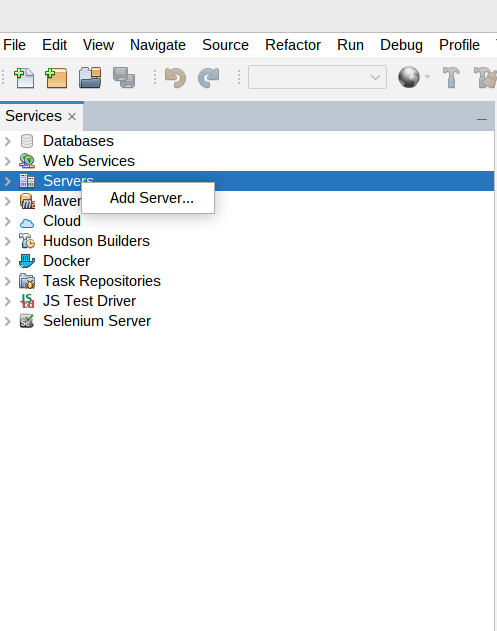 File Edit View Navigate Source Refactor Run Debug Profile
Services
Databases
Web Services
Servers
Add Server...
Maven
Cloud
Hudson Builders
Docker
Task Repositories
JS Test Driver
Selenium Server